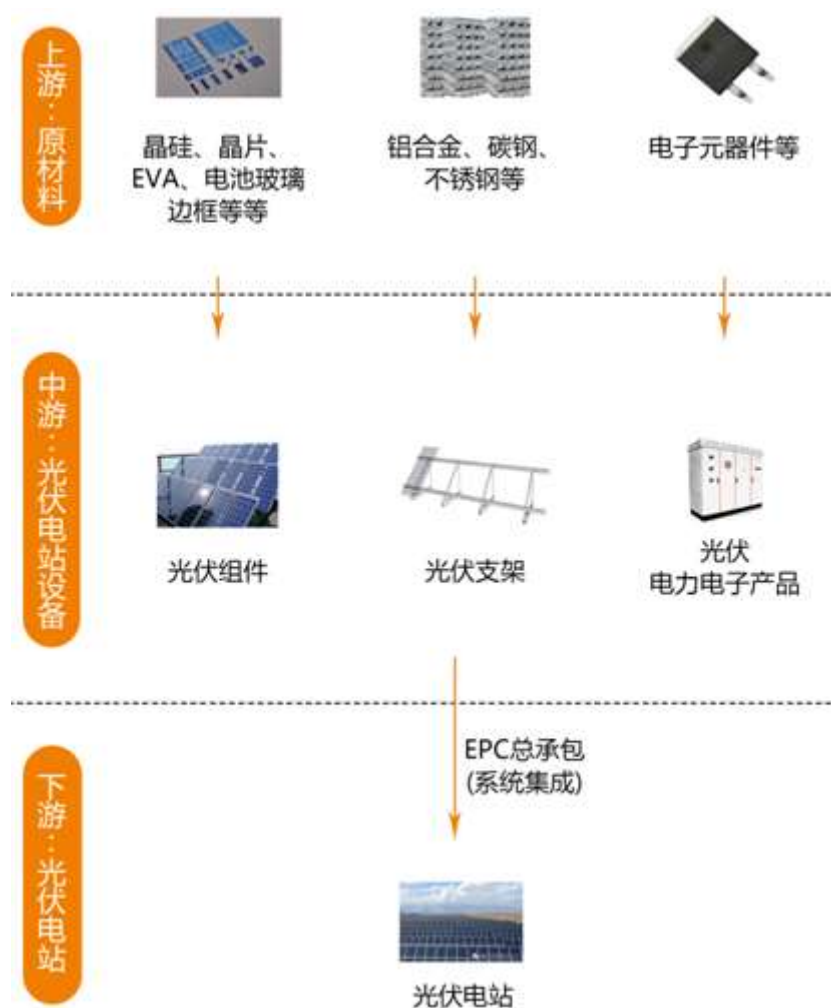 上游：原材料
晶硅、晶片、
EVA、电池玻璃
边框等等
铝合金、碳钢、
不锈钢等
电子元器件等
中游：光伏电站设备
光伏组件
光伏支架
光伏
电力电子产品
EPC总承包
(系统集成)
下游：光伏电站
光伏电站